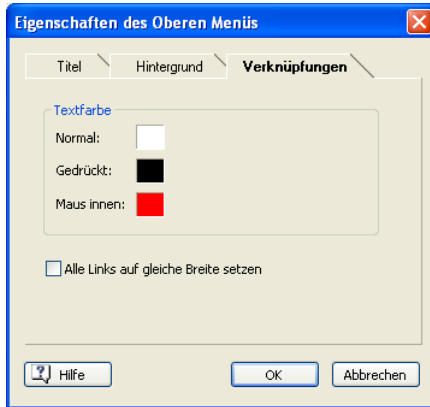 Eigenschaften des Oberen Menüs
Titel Hintergrund Verknüpfungen
Textfarbe
Normal:
Gedrückt:
Maus innen:
Alle Links auf gleiche Breite setzen
Hilfe OK Abbrechen